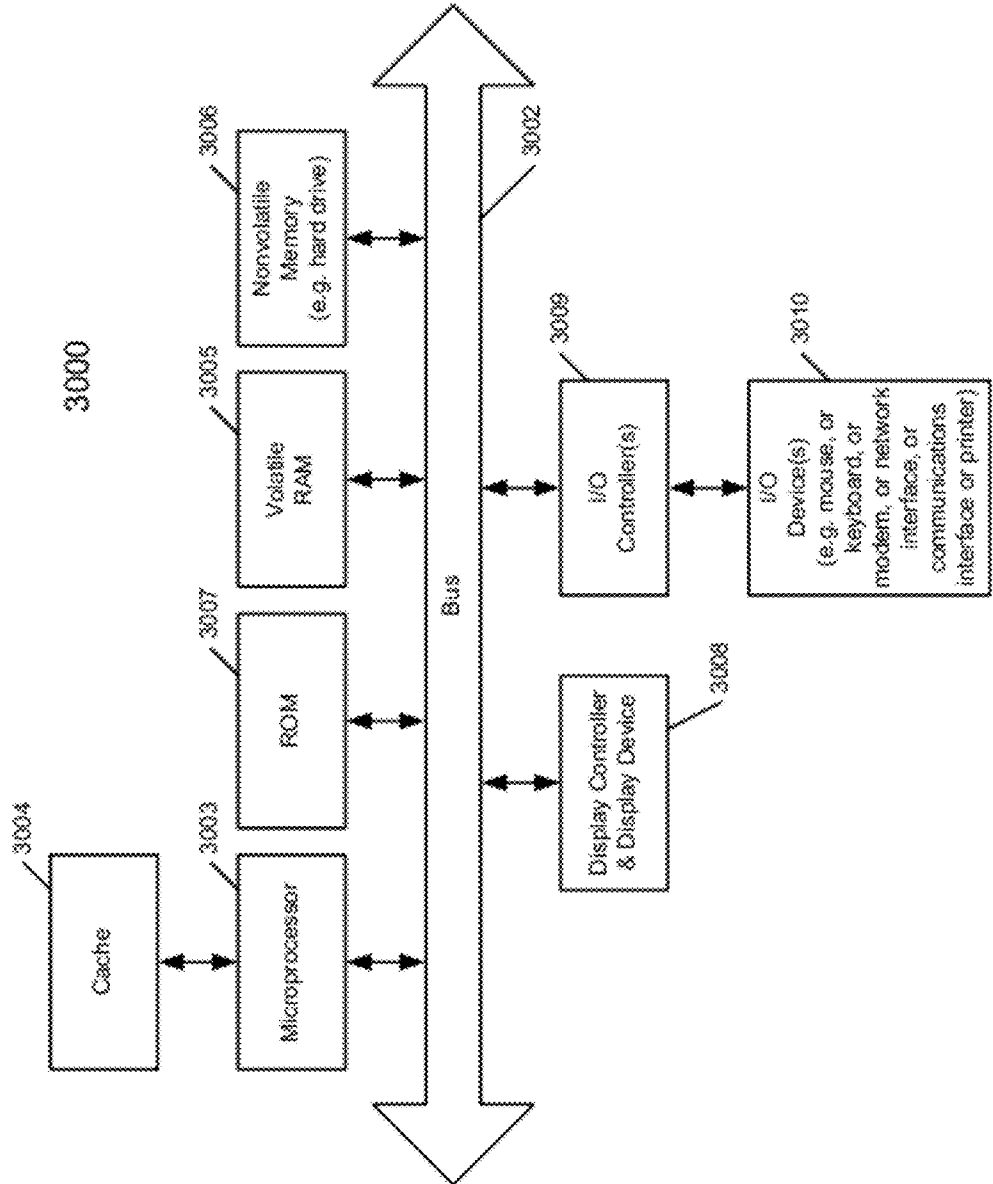 3000
3004
Cache
3003
Microprocessor
3007
ROM
3005
Volatile
RAM
3006
Nonvolatile
Memory
(e.g. hard drive)
Bus
3002
3008
Display Controller
& Display Device
3009
I/O
Controller(s)
3010
I/O
Device(s)
(e.g. mouse, or
keyboard, or
modem, or network
interface, or
communications
interface or printer)